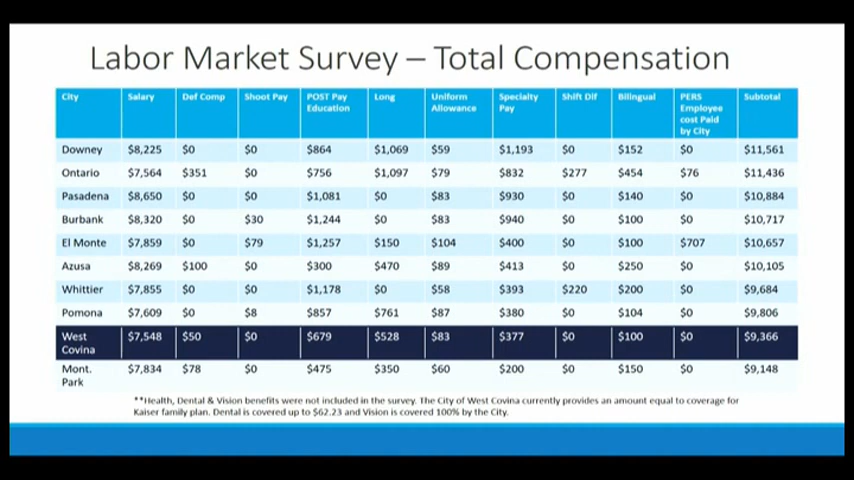 Labor Market Survey – Total Compensation
City Salary Def Comp Shoot Pay POST Pay Education Long Uniform Allowance Specialty Pay Shift Dif Bilingual PERS Employee cost Paid by City Subtotal
Downey $8,225 $0 $0 $864 $1,069 $59 $1,193 $0 $152 $0 $11,561
Ontario $7,564 $351 $0 $756 $1,097 $79 $832 $277 $454 $76 $11,436
Pasadena $8,650 $0 $0 $1,081 $0 $83 $930 $0 $140 $0 $10,884
Burbank $8,320 $0 $30 $1,244 $0 $83 $940 $0 $100 $0 $10,717
El Monte $7,859 $0 $79 $1,257 $150 $104 $400 $0 $100 $707 $10,657
Azusa $8,269 $100 $0 $300 $470 $89 $413 $0 $250 $0 $10,105
Whittier $7,855 $0 $0 $1,178 $0 $58 $393 $220 $200 $0 $9,684
Pomona $7,609 $0 $8 $857 $761 $87 $380 $0 $104 $0 $9,806
West Covina $7,548 $50 $0 $679 $528 $83 $377 $0 $100 $0 $9,366
Mont. Park $7,834 $78 $0 $475 $350 $60 $200 $0 $150 $0 $9,148
**Health, Dental & Vision benefits were not included in the survey. The City of West Covina currently provides an amount equal to coverage for
Kaiser family plan. Dental is covered up to $62.23 and Vision is covered 100% by the City.